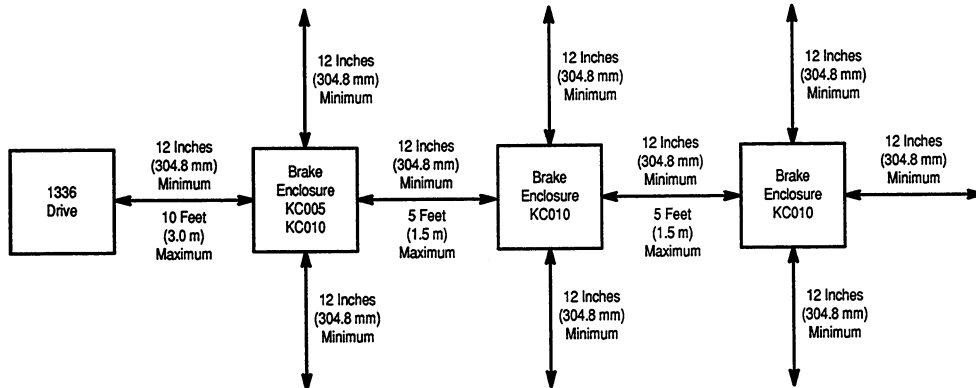 12 Inches
(304.8 mm)
Minimum
12 Inches
(304.8 mm)
Minimum
12 Inches
(304.8 mm)
Minimum
1336
Drive
12 Inches
(304.8 mm)
Minimum
10 Feet
(3.0 m)
Maximum
Brake
Enclosure
KC005
KC010
12 Inches
(304.8 mm)
Minimum
5 Feet
(1.5 m)
Maximum
Brake
Enclosure
KC010
12 Inches
(304.8 mm)
Minimum
5 Feet
(1.5 m)
Maximum
Brake
Enclosure
KC010
12 Inches
(304.8 mm)
Minimum
12 Inches
(304.8 mm)
Minimum
12 Inches
(304.8 mm)
Minimum
12 Inches
(304.8 mm)
Minimum